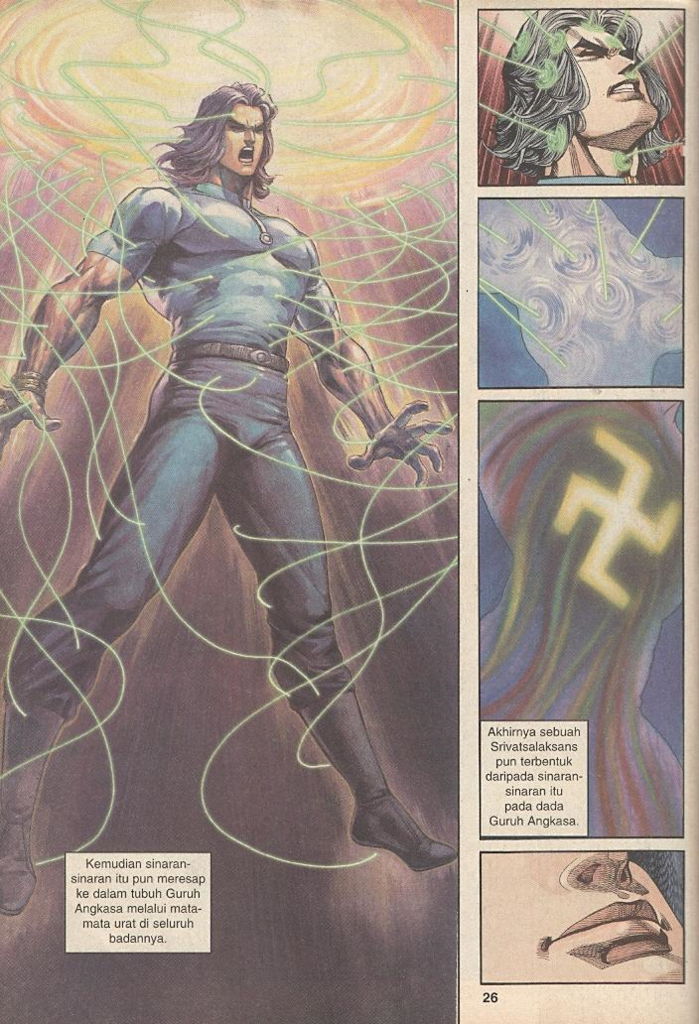 Kemudian sinaran-
sinaran itu pun meresap
ke dalam tubuh Guruh
Angkasa melalui mata-
mata urat di seluruh
badannya.
Akhirnya sebuah
Srivatsalaksans
pun terbentuk
daripada sinaran-
sinaran itu
pada dada
Guruh Angkasa.
26